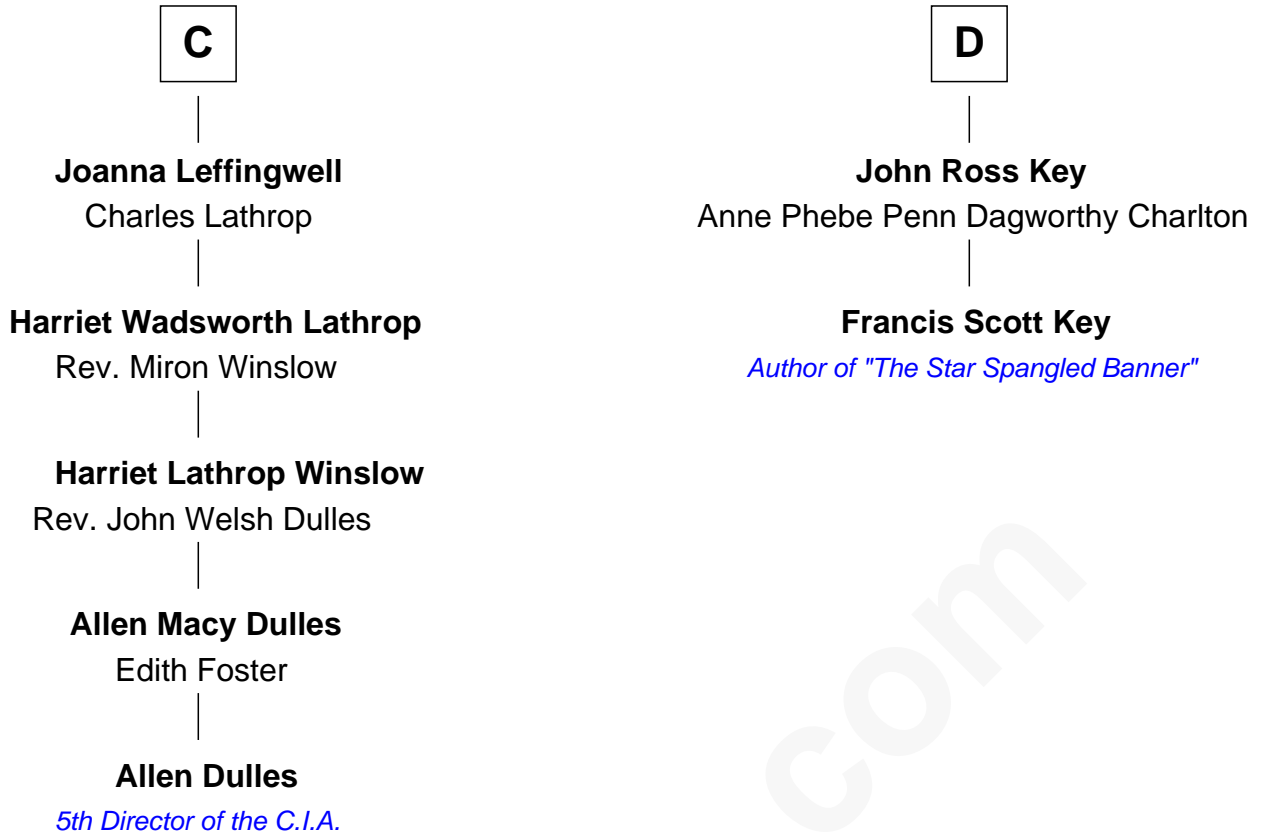 C
Joanna Leffingwell
Charles Lathrop
Harriet Wadsworth Lathrop
Rev. Miron Winslow
Harriet Lathrop Winslow
Rev. John Welsh Dulles
Allen Macy Dulles
Edith Foster
Allen Dulles
5th Director of the C.I.A.
D
John Ross Key
Anne Phebe Penn Dagworthy Charlton
Francis Scott Key
Author of "The Star Spangled Banner"
com